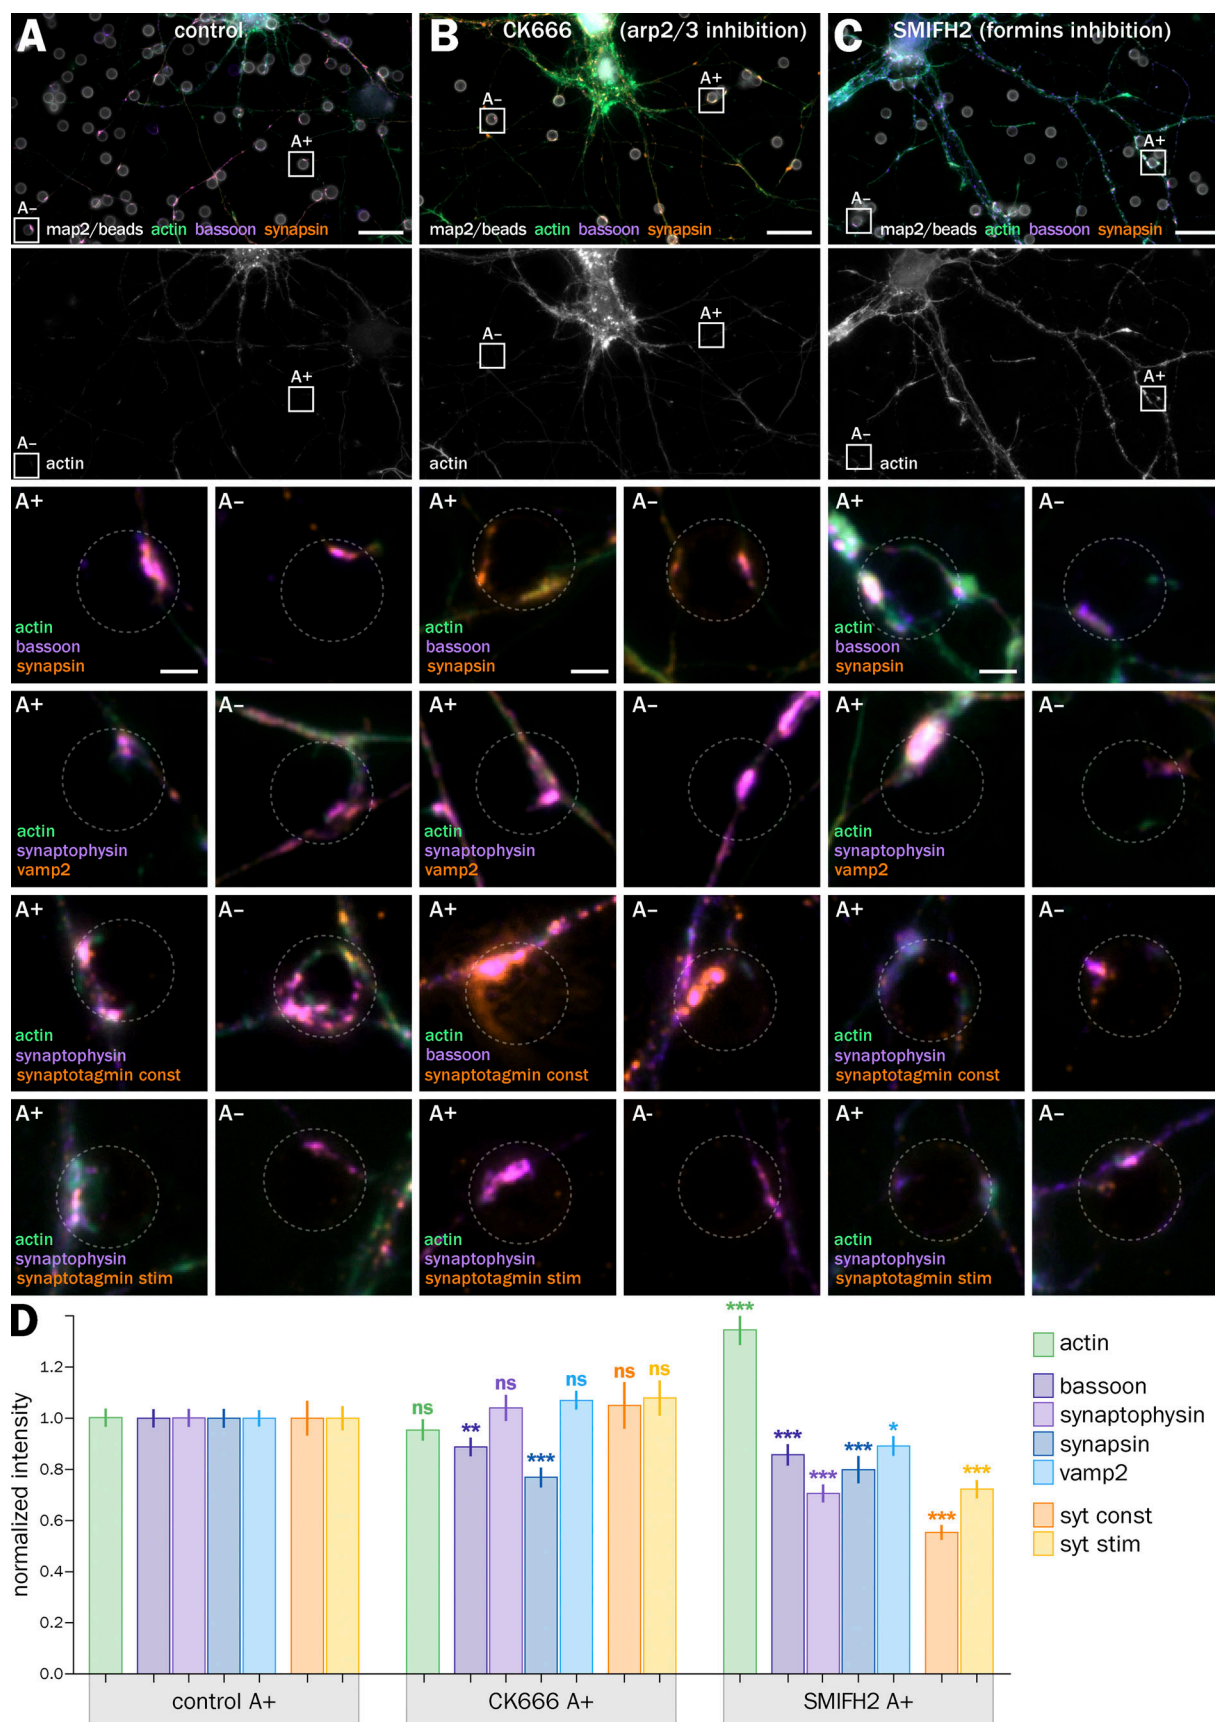 A control
B CK666 (arp2/3 inhibition)
C SMIFH2 (formins inhibition)
A+
A−
map2/beads actin bassoon synapsin
A−
A+
map2/beads actin bassoon synapsin
A+
A−
map2/beads actin bassoon synapsin
A+
A−
actin
A−
A+
actin
A+
A−
actin
A+
actin
bassoon
synapsin
A−
A+
actin
bassoon
synapsin
A−
A+
actin
bassoon
synapsin
A−
A+
actin
synaptophysin
vamp2
A−
A+
actin
synaptophysin
vamp2
A−
A+
actin
synaptophysin
vamp2
A−
A+
actin
synaptophysin
synaptotagmin const
A−
A+
actin
bassoon
synaptotagmin const
A−
A+
actin
synaptophysin
synaptotagmin const
A−
A+
actin
synaptophysin
synaptotagmin stim
A−
A+
actin
synaptophysin
synaptotagmin stim
A-
A+
actin
synaptophysin
synaptotagmin stim
A−
D
normalized intensity
1.2
1.0
0.8
0.6
0.4
0.2
0.0
ns ** ns *** ns ns ns
*** *** *** *** * *** ***
control A+
CK666 A+
SMIFH2 A+
actin
bassoon
synaptophysin
synapsin
vamp2
syt const
syt stim